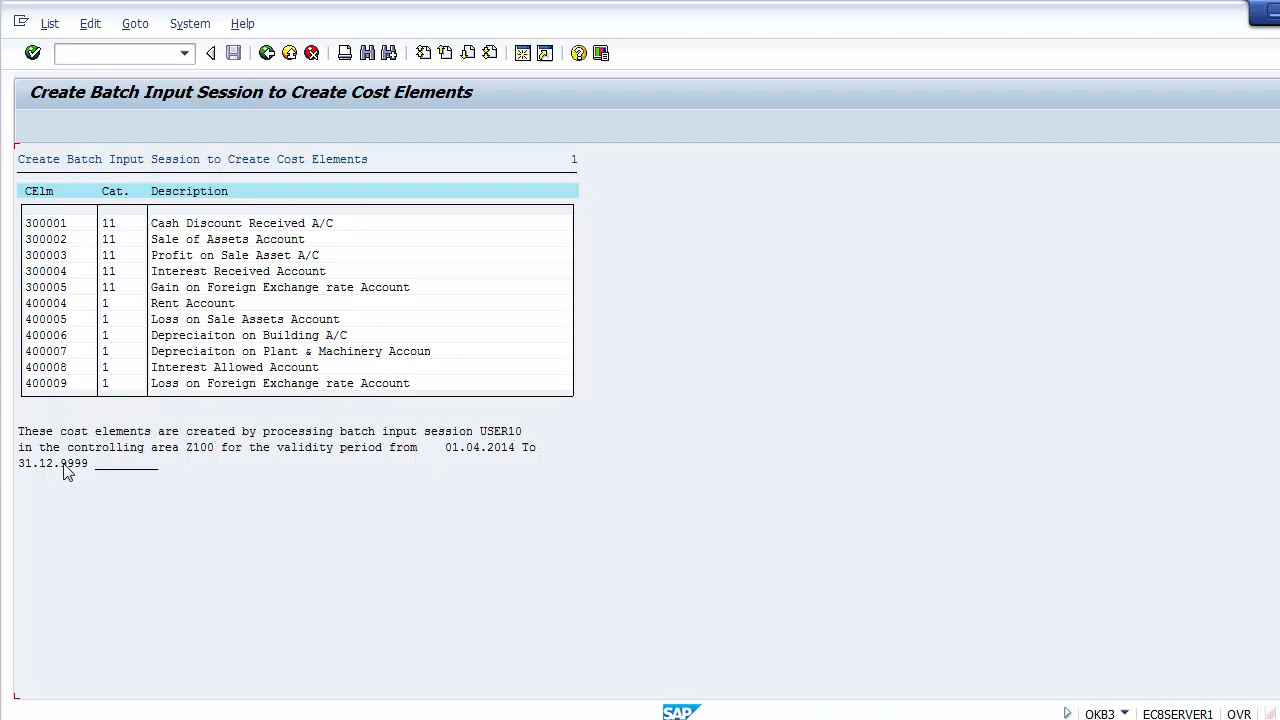 List Edit Goto System Help
Create Batch Input Session to Create Cost Elements
Create Batch Input Session to Create Cost Elements 1
CElm Cat. Description
300001 11 Cash Discount Received A/C
300002 11 Sale of Assets Account
300003 11 Profit on Sale Asset A/C
300004 11 Interest Received Account
300005 11 Gain on Foreign Exchange rate Account
400004 1 Rent Account
400005 1 Loss on Sale Assets Account
400006 1 Depreciaiton on Building A/C
400007 1 Depreciaiton on Plant & Machinery Accoun
400008 1 Interest Allowed Account
400009 1 Loss on Foreign Exchange rate Account
These cost elements are created by processing batch input session USER10
in the controlling area Z100 for the validity period from 01.04.2014 To
31.12.9999
SAP OKB3 EC8SERVER1 OVR